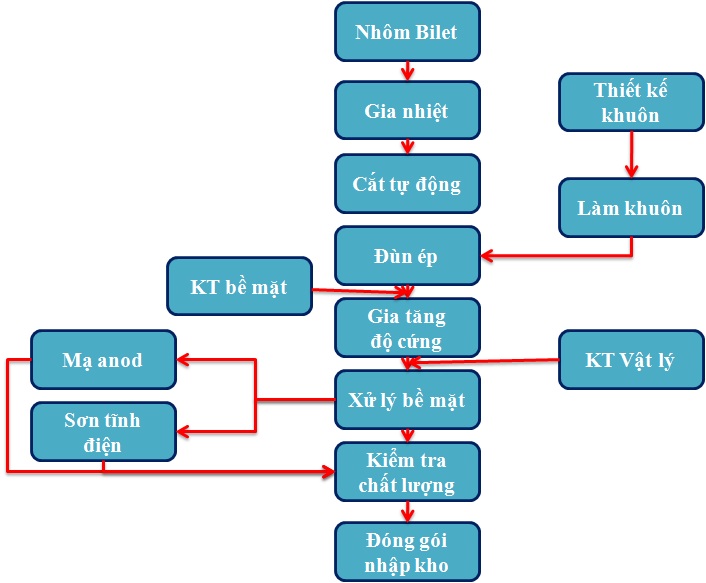 Nhôm Bilet
Gia nhiệt
Thiết kế
khuôn
Cắt tự động
Làm khuôn
Đùn ép
KT bề mặt
Gia tăng
độ cứng
Mạ anod
KT Vật lý
Xử lý bề mặt
Sơn tĩnh
điện
Kiểm tra
chất lượng
Đóng gói
nhập kho